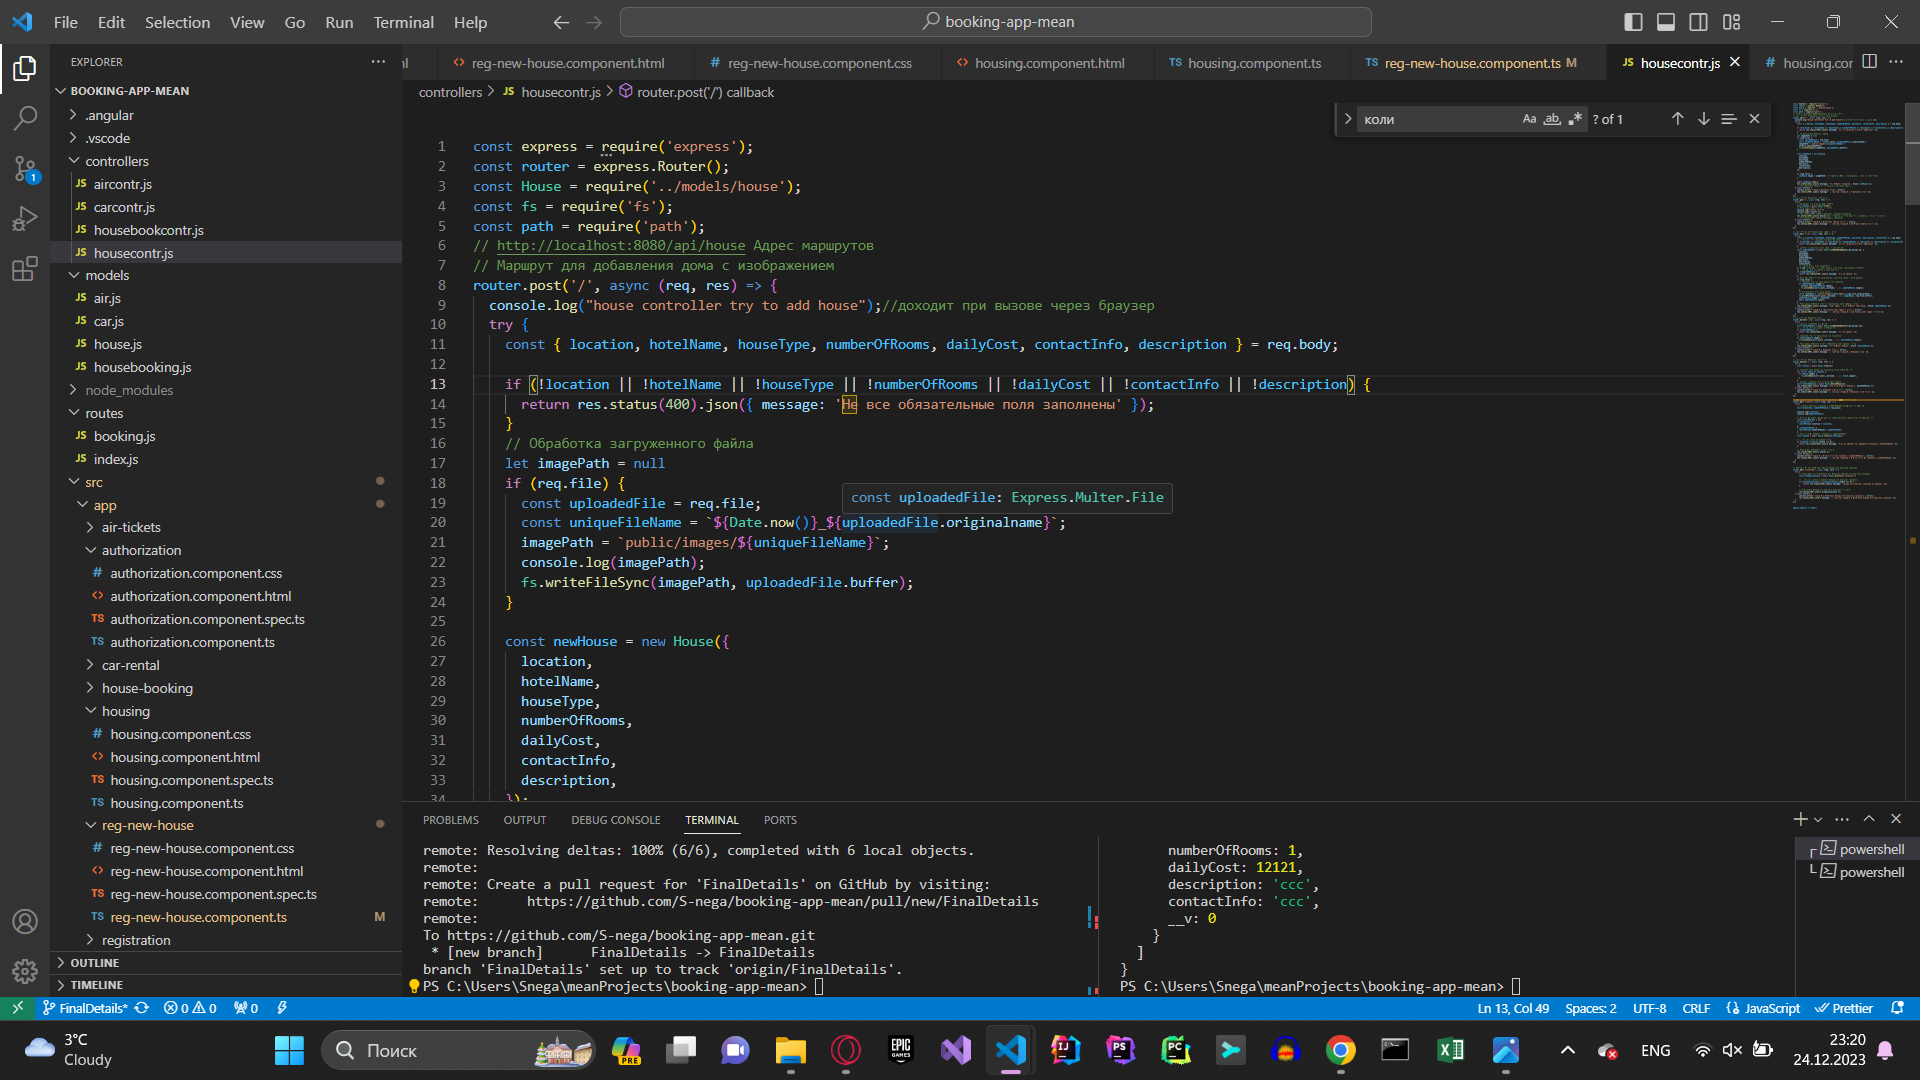 File Edit Selection View Go Run Terminal Help
booking-app-mean
EXPLORER
BOOKING-APP-MEAN
.angular
.vscode
controllers
JS aircontr.js
JS carcontr.js
JS housebookcontr.js
JS housecontr.js
models
JS air.js
JS car.js
JS house.js
JS housebooking.js
node_modules
routes
JS booking.js
JS index.js
src
app
air-tickets
authorization
# authorization.component.css
<> authorization.component.html
TS authorization.component.spec.ts
TS authorization.component.ts
car-rental
house-booking
housing
# housing.component.css
<> housing.component.html
TS housing.component.spec.ts
TS housing.component.ts
reg-new-house
# reg-new-house.component.css
<> reg-new-house.component.html
TS reg-new-house.component.spec.ts
TS reg-new-house.component.ts M
registration
OUTLINE
TIMELINE
1
<> reg-new-house.component.html
# reg-new-house.component.css
<> housing.component.html
TS housing.component.ts
TS reg-new-house.component.ts M
JS housecontr.js
# housing.cor
controllers > JS housecontr.js > router.post('/') callback
коли Aa ab .* ? of 1
1 const express = require('express');
2 const router = express.Router();
3 const House = require('../models/house');
4 const fs = require('fs');
5 const path = require('path');
6 // http://localhost:8080/api/house Адрес маршрутов
7 // Маршрут для добавления дома с изображением
8 router.post('/', async (req, res) => {
9 console.log("house controller try to add house");//доходит при вызове через браузер
10 try {
11 const { location, hotelName, houseType, numberOfRooms, dailyCost, contactInfo, description } = req.body;
12
13 if (!location || !hotelName || !houseType || !numberOfRooms || !dailyCost || !contactInfo || !description) {
14 return res.status(400).json({ message: 'Не все обязательные поля заполнены' });
15 }
16 // Обработка загруженного файла
17 let imagePath = null
18 if (req.file) {
19 const uploadedFile = req.file;
const uploadedFile: Express.Multer.File
20 const uniqueFileName = `${Date.now()}_${uploadedFile.originalname}`;
21 imagePath = `public/images/${uniqueFileName}`;
22 console.log(imagePath);
23 fs.writeFileSync(imagePath, uploadedFile.buffer);
24 }
25
26 const newHouse = new House({
27 location,
28 hotelName,
29 houseType,
30 numberOfRooms,
31 dailyCost,
32 contactInfo,
33 description,
34 });
PROBLEMS OUTPUT DEBUG CONSOLE TERMINAL PORTS
remote: Resolving deltas: 100% (6/6), completed with 6 local objects.
remote:
remote: Create a pull request for 'FinalDetails' on GitHub by visiting:
remote: https://github.com/S-nega/booking-app-mean/pull/new/FinalDetails
remote:
To https://github.com/S-nega/booking-app-mean.git
* [new branch] FinalDetails -> FinalDetails
branch 'FinalDetails' set up to track 'origin/FinalDetails'.
PS C:\Users\Snega\meanProjects\booking-app-mean>
numberOfRooms: 1,
dailyCost: 12121,
description: 'ccc',
contactInfo: 'ccc',
__v: 0
}
]
}
PS C:\Users\Snega\meanProjects\booking-app-mean>
powershell
powershell
FinalDetails* 0 0 0
Ln 13, Col 49 Spaces: 2 UTF-8 CRLF {} JavaScript Prettier
3°C
Cloudy
Поиск
PRE
EPIC GAMES
IJ
PS
PC
ENG
23:20
24.12.2023